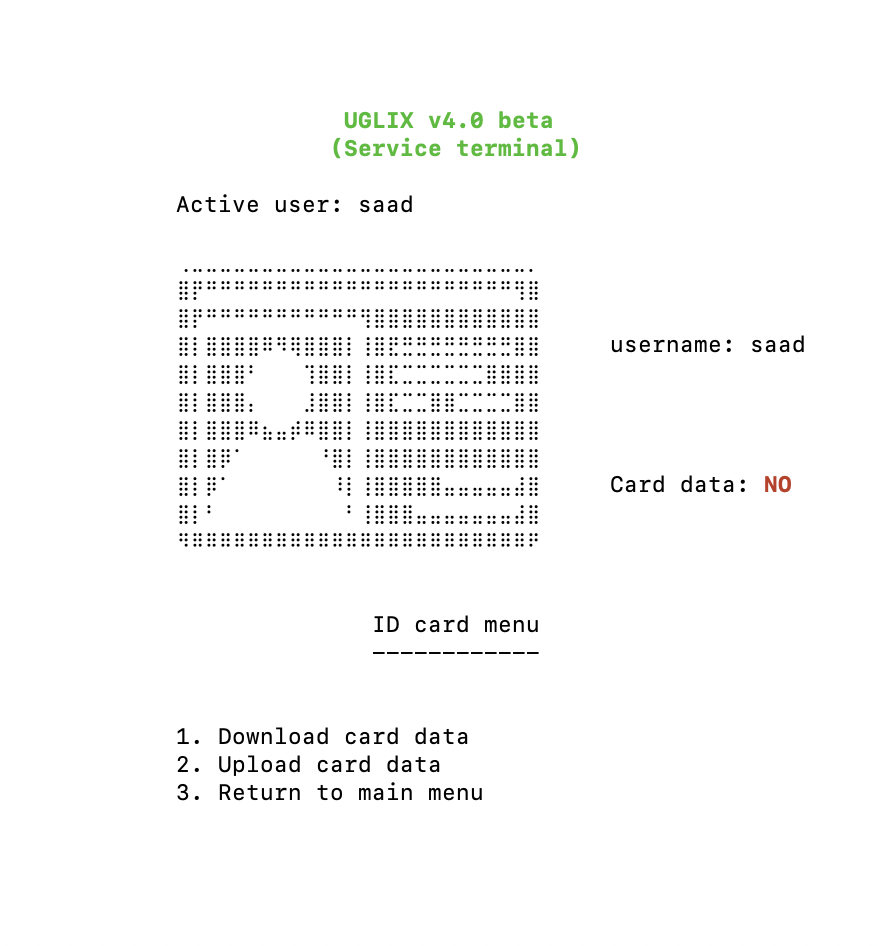 UGLIX v4.0 beta
(Service terminal)
Active user: saad
username: saad
Card data: NO
ID card menu
------------
1. Download card data
2. Upload card data
3. Return to main menu